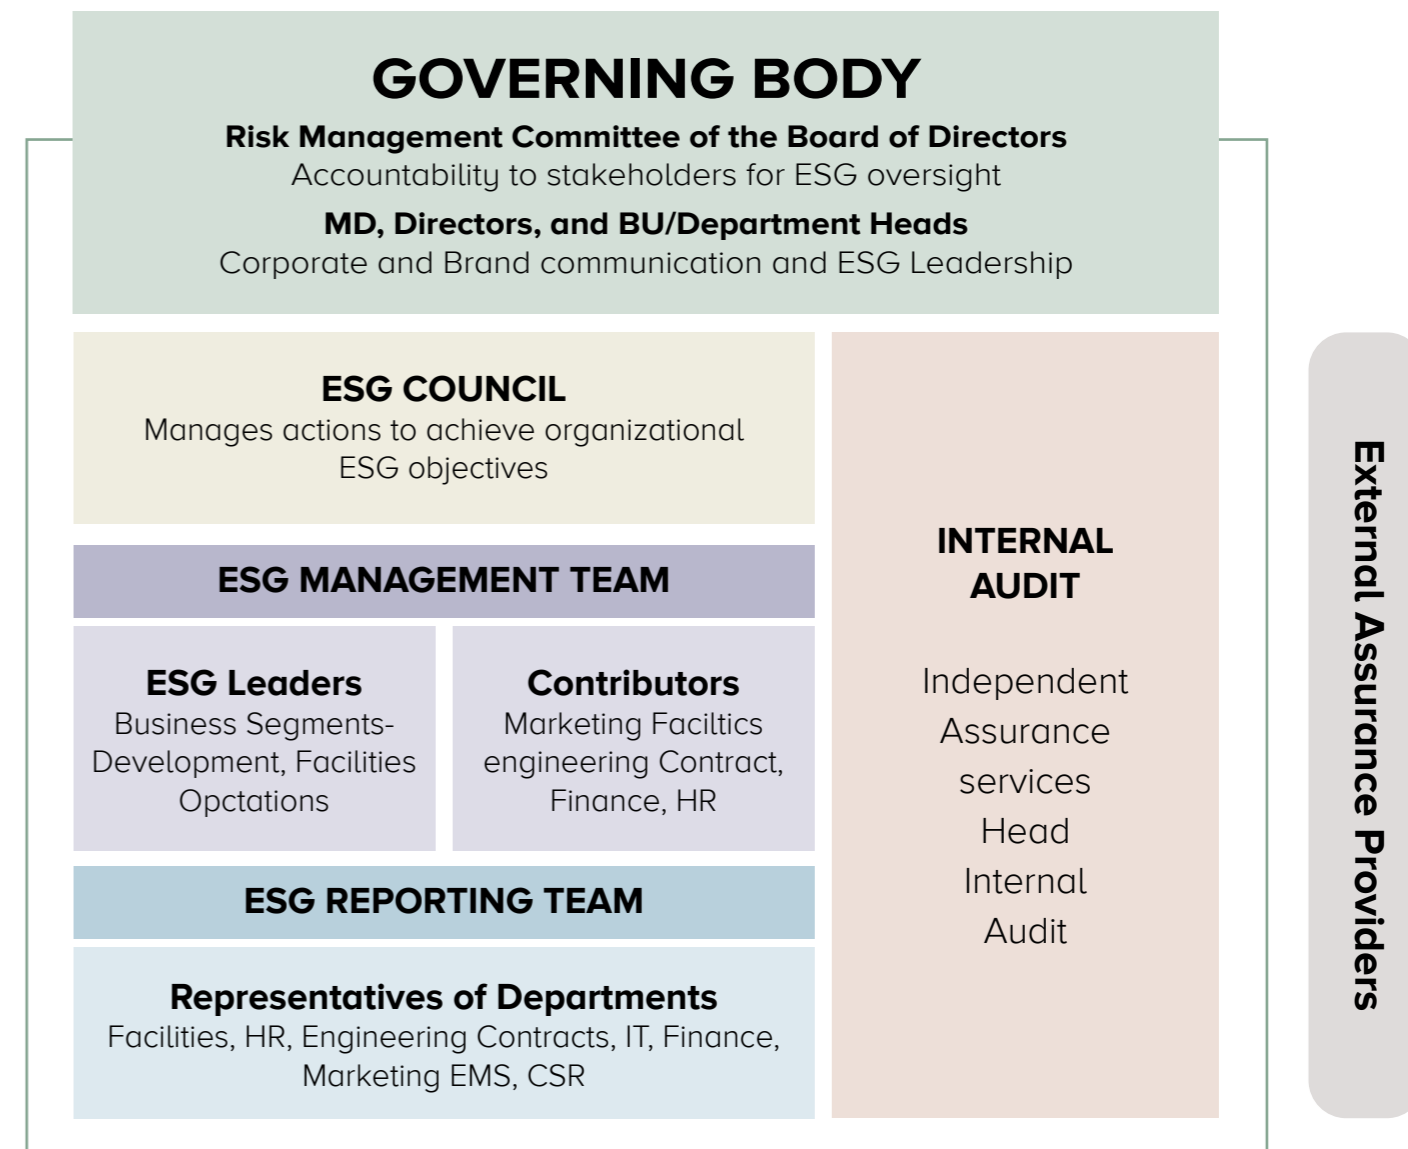 GOVERNING BODY
Risk Management Committee of the Board of Directors
Accountability to stakeholders for ESG oversight
MD, Directors, and BU/Department Heads
Corporate and Brand communication and ESG Leadership
ESG COUNCIL
Manages actions to achieve organizational
ESG objectives
ESG MANAGEMENT TEAM
ESG Leaders
Business Segments-
Development, Facilities
Opctations
Contributors
Marketing Faciltics
engineering Contract,
Finance, HR
ESG REPORTING TEAM
Representatives of Departments
Facilities, HR, Engineering Contracts, IT, Finance,
Marketing EMS, CSR
INTERNAL
AUDIT
Independent
Assurance
services
Head
Internal
Audit
External Assurance Providers